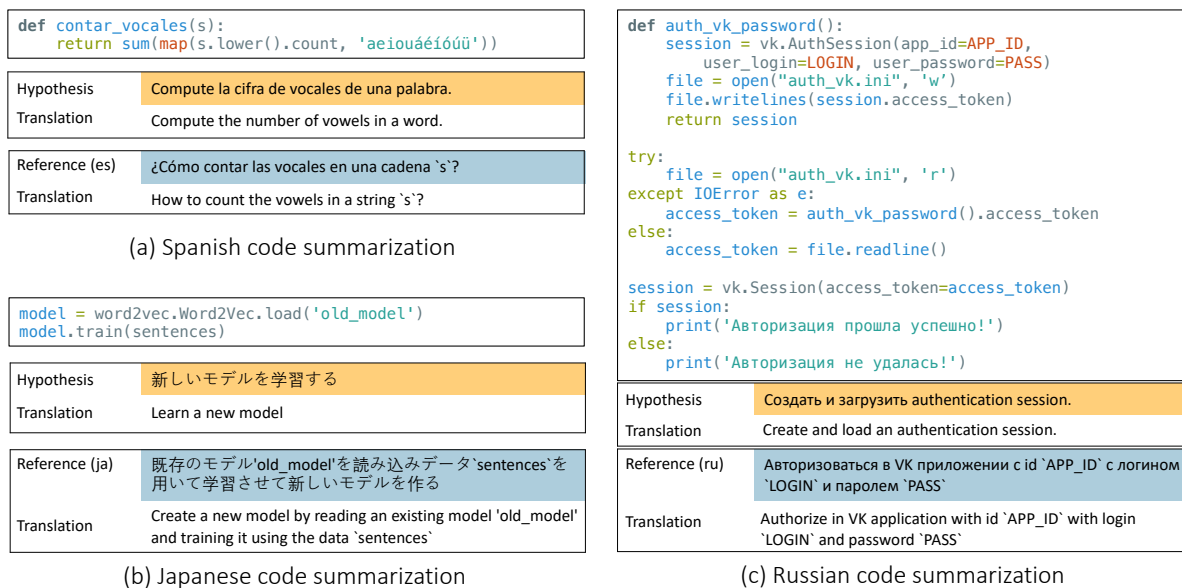 def contar_vocales(s):
    return sum(map(s.lower().count, 'aeiouáéíóúü'))
Hypothesis Compute la cifra de vocales de una palabra.
Translation Compute the number of vowels in a word.
Reference (es) ¿Cómo contar las vocales en una cadena `s`?
Translation How to count the vowels in a string `s`?
(a) Spanish code summarization
model = word2vec.Word2Vec.load('old_model')
model.train(sentences)
Hypothesis 新しいモデルを学習する
Translation Learn a new model
Reference (ja) 既存のモデル'old_model'を読み込みデータ`sentences`を
用いて学習させて新しいモデルを作る
Translation Create a new model by reading an existing model 'old_model'
and training it using the data `sentences`
(b) Japanese code summarization
def auth_vk_password():
    session = vk.AuthSession(app_id=APP_ID,
        user_login=LOGIN, user_password=PASS)
    file = open("auth_vk.ini", 'w’)
    file.writelines(session.access_token)
    return session
try:
    file = open("auth_vk.ini", 'r')
except IOError as e:
    access_token = auth_vk_password().access_token
else:
    access_token = file.readline()
session = vk.Session(access_token=access_token)
if session:
    print('Авторизация прошла успешно!')
else:
    print('Авторизация не удалась!')
Hypothesis Создать и загрузить authentication session.
Translation Create and load an authentication session.
Reference (ru) Авторизоваться в VK приложении с id `APP_ID` с логином
`LOGIN` и паролем `PASS`
Translation Authorize in VK application with id `APP_ID` with login
`LOGIN` and password `PASS`
(c) Russian code summarization